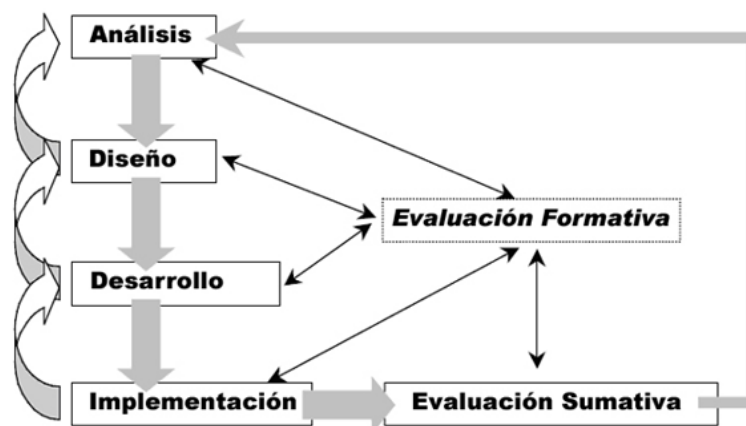 Análisis
Diseño
Evaluación Formativa
Desarrollo
Implementación
Evaluación Sumativa